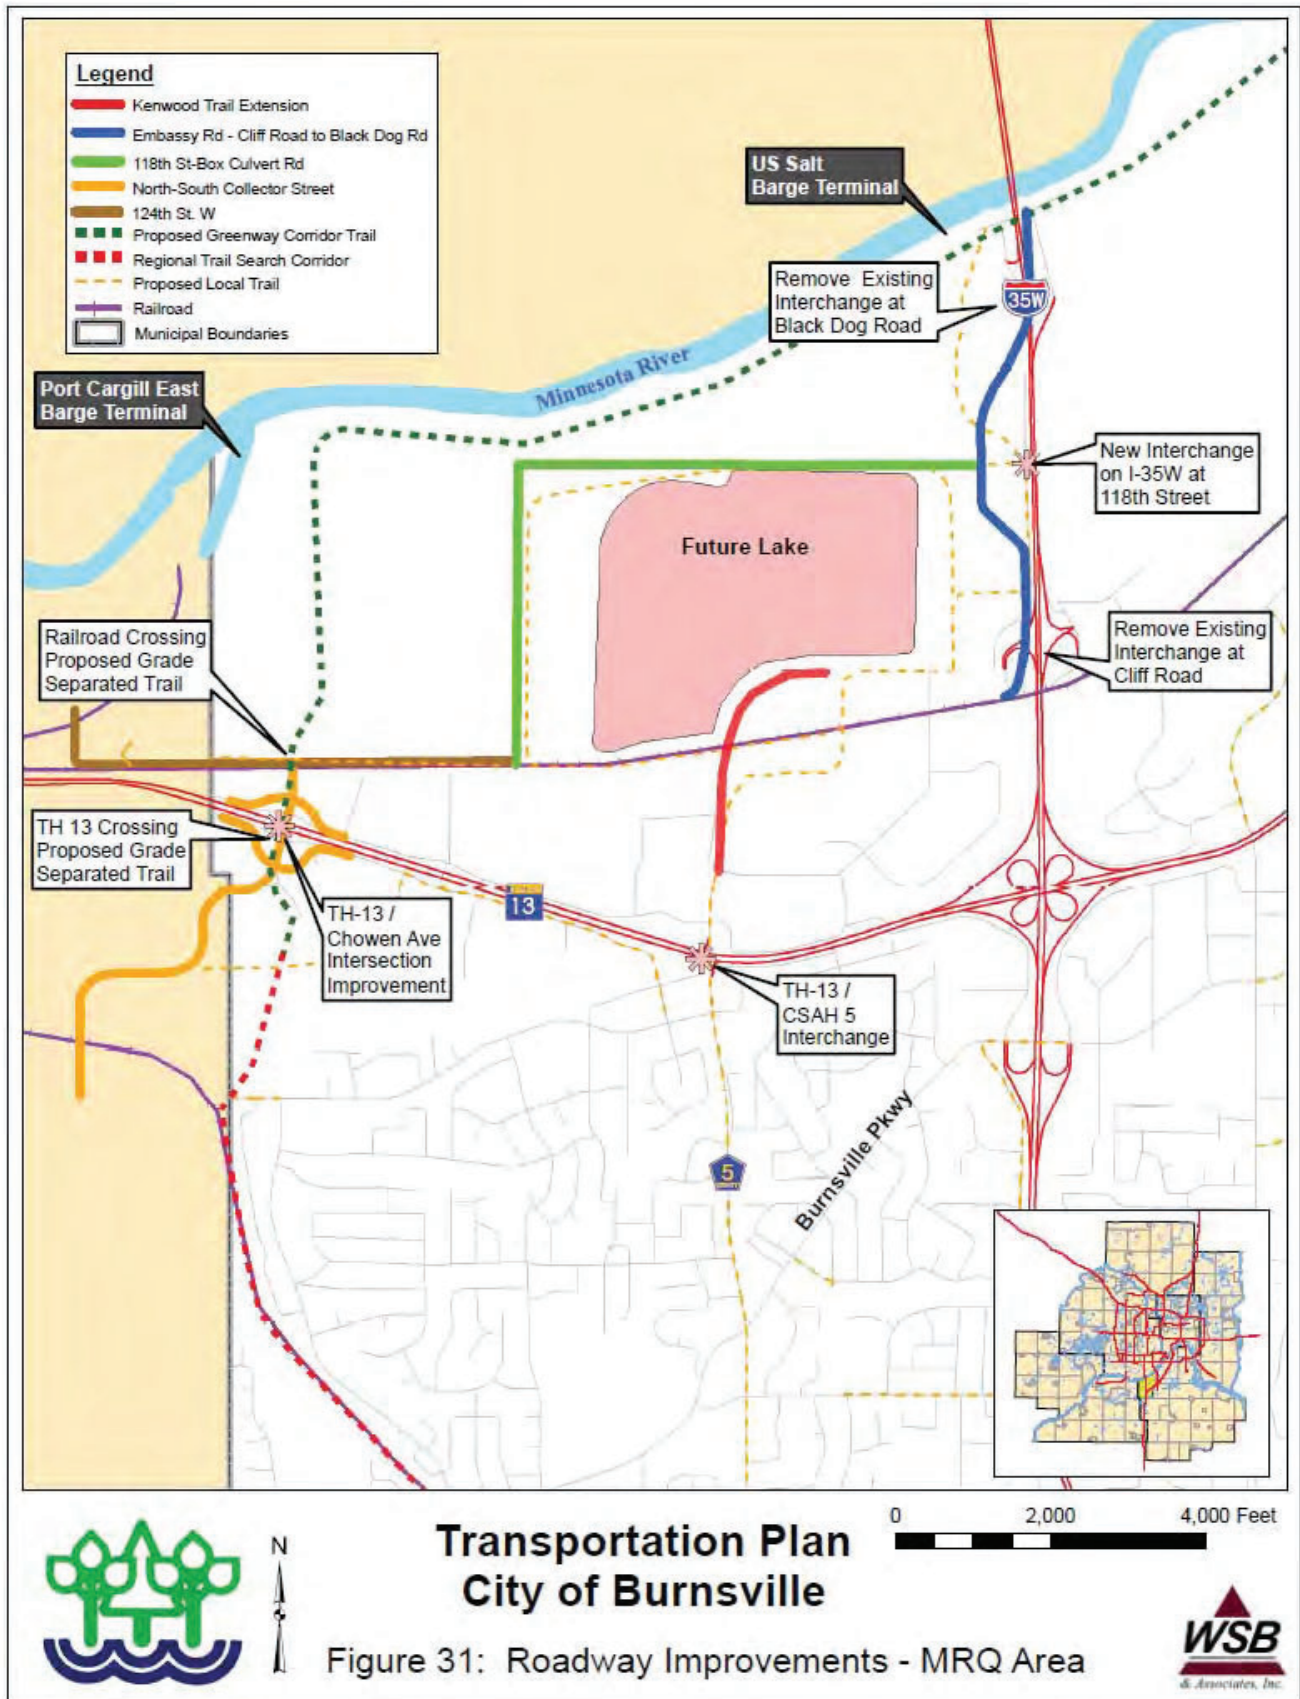 Legend
Kenwood Trail Extension
Embassy Rd - Cliff Road to Black Dog Rd
118th St-Box Culvert Rd
North-South Collector Street
124th St. W
Proposed Greenway Corridor Trail
Regional Trail Search Corridor
Proposed Local Trail
Railroad
Municipal Boundaries
US Salt
Barge Terminal
Remove Existing
Interchange at
Black Dog Road
35W
Minnesota River
Port Cargill East
Barge Terminal
New Interchange
on I-35W at
118th Street
Future Lake
Railroad Crossing
Proposed Grade
Separated Trail
Remove Existing
Interchange at
Cliff Road
TH 13 Crossing
Proposed Grade
Separated Trail
13
TH-13 /
Chowen Ave
Intersection
Improvement
TH-13 /
CSAH 5
Interchange
5
Burnsville Pkwy
0 2,000 4,000 Feet
N
Transportation Plan
City of Burnsville
Figure 31: Roadway Improvements - MRQ Area
WSB
& Associates, Inc.